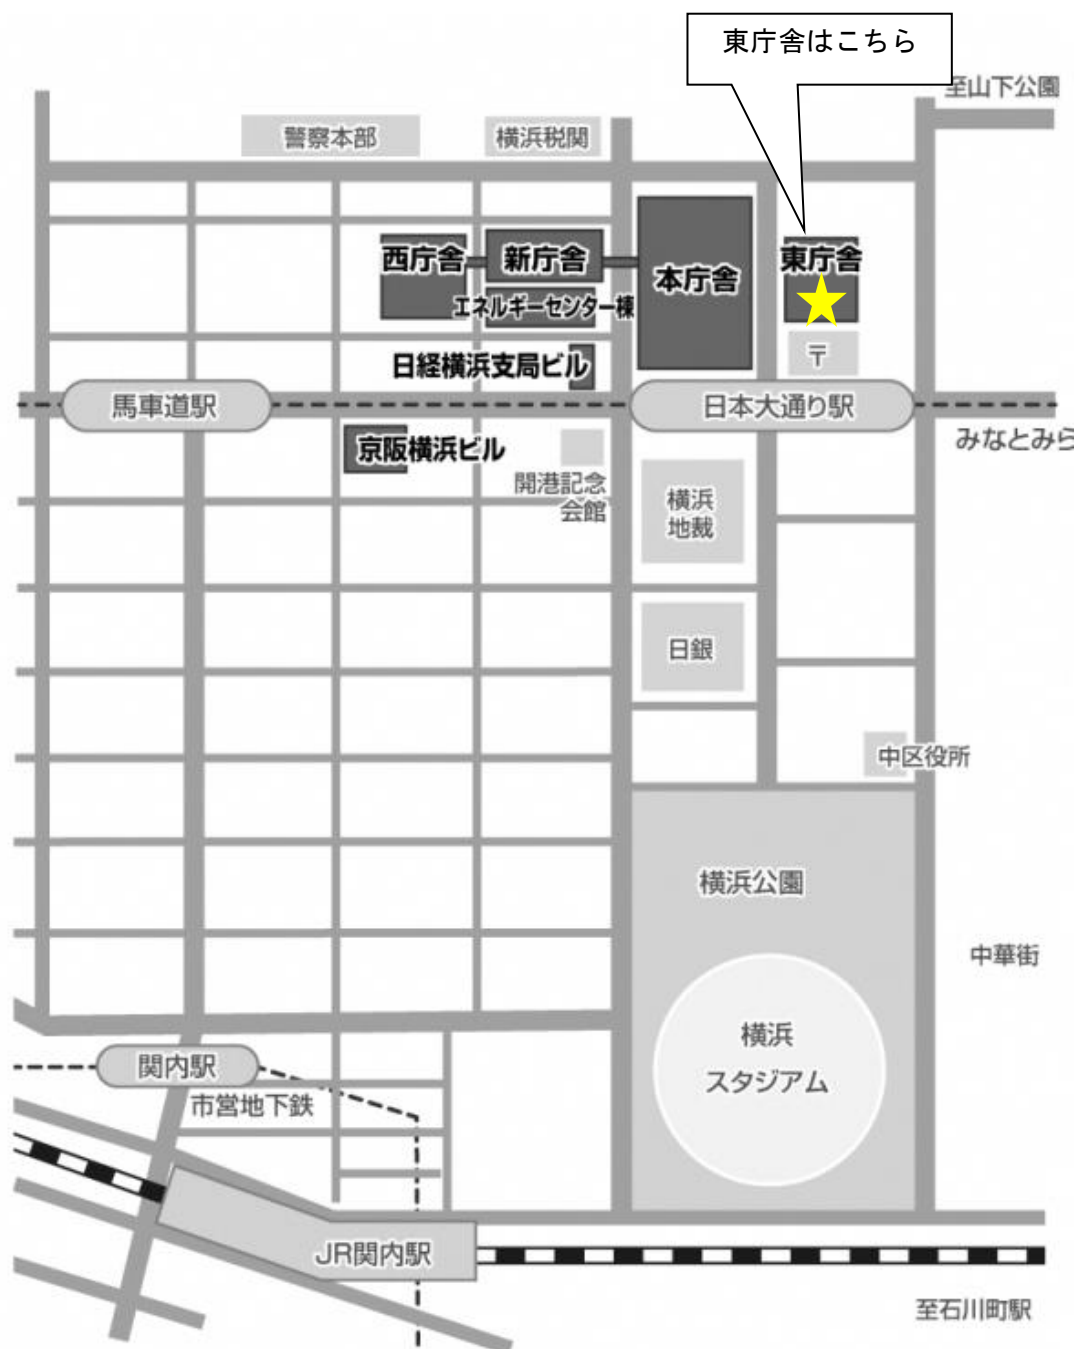 東庁舎はこちら
至山下公園
警察本部
横浜税関
西庁舎
新庁舎
本庁舎
東庁舎
エネルギーセンター棟
〒
日経横浜支局ビル
馬車道駅
日本大通り駅
みなとみら
京阪横浜ビル
開港記念
会館
横浜
地裁
日銀
中区役所
横浜公園
中華街
横浜
スタジアム
関内駅
市営地下鉄
JR関内駅
至石川町駅